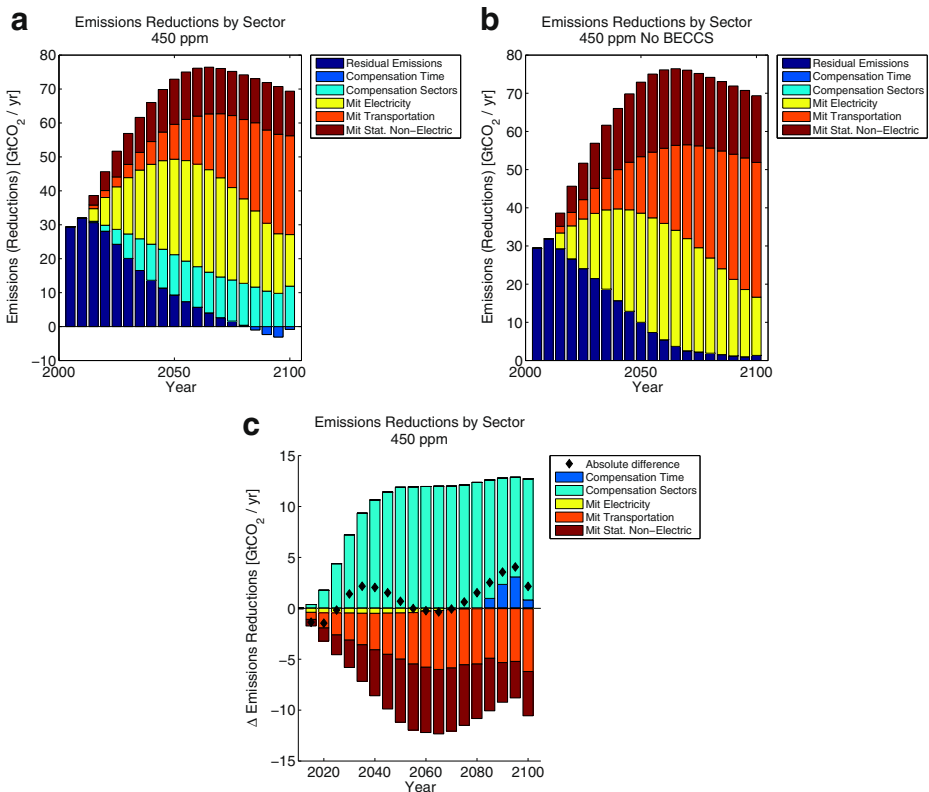 a
Emissions Reductions by Sector
450 ppm
Emissions (Reductions) [GtCO2 / yr]
80
70
60
50
40
30
20
10
0
−10
2000
2050
2100
Year
Residual Emissions
Compensation Time
Compensation Sectors
Mit Electricity
Mit Transportation
Mit Stat. Non−Electric
b
Emissions Reductions by Sector
450 ppm No BECCS
Emissions (Reductions) [GtCO2 / yr]
80
70
60
50
40
30
20
10
0
2000
2050
2100
Year
Residual Emissions
Compensation Time
Compensation Sectors
Mit Electricity
Mit Transportation
Mit Stat. Non−Electric
c
Emissions Reductions by Sector
450 ppm
Δ Emissions Reductions [GtCO2 / yr]
15
10
5
0
−5
−10
−15
2020
2040
2060
2080
2100
Year
Absolute difference
Compensation Time
Compensation Sectors
Mit Electricity
Mit Transportation
Mit Stat. Non−Electric